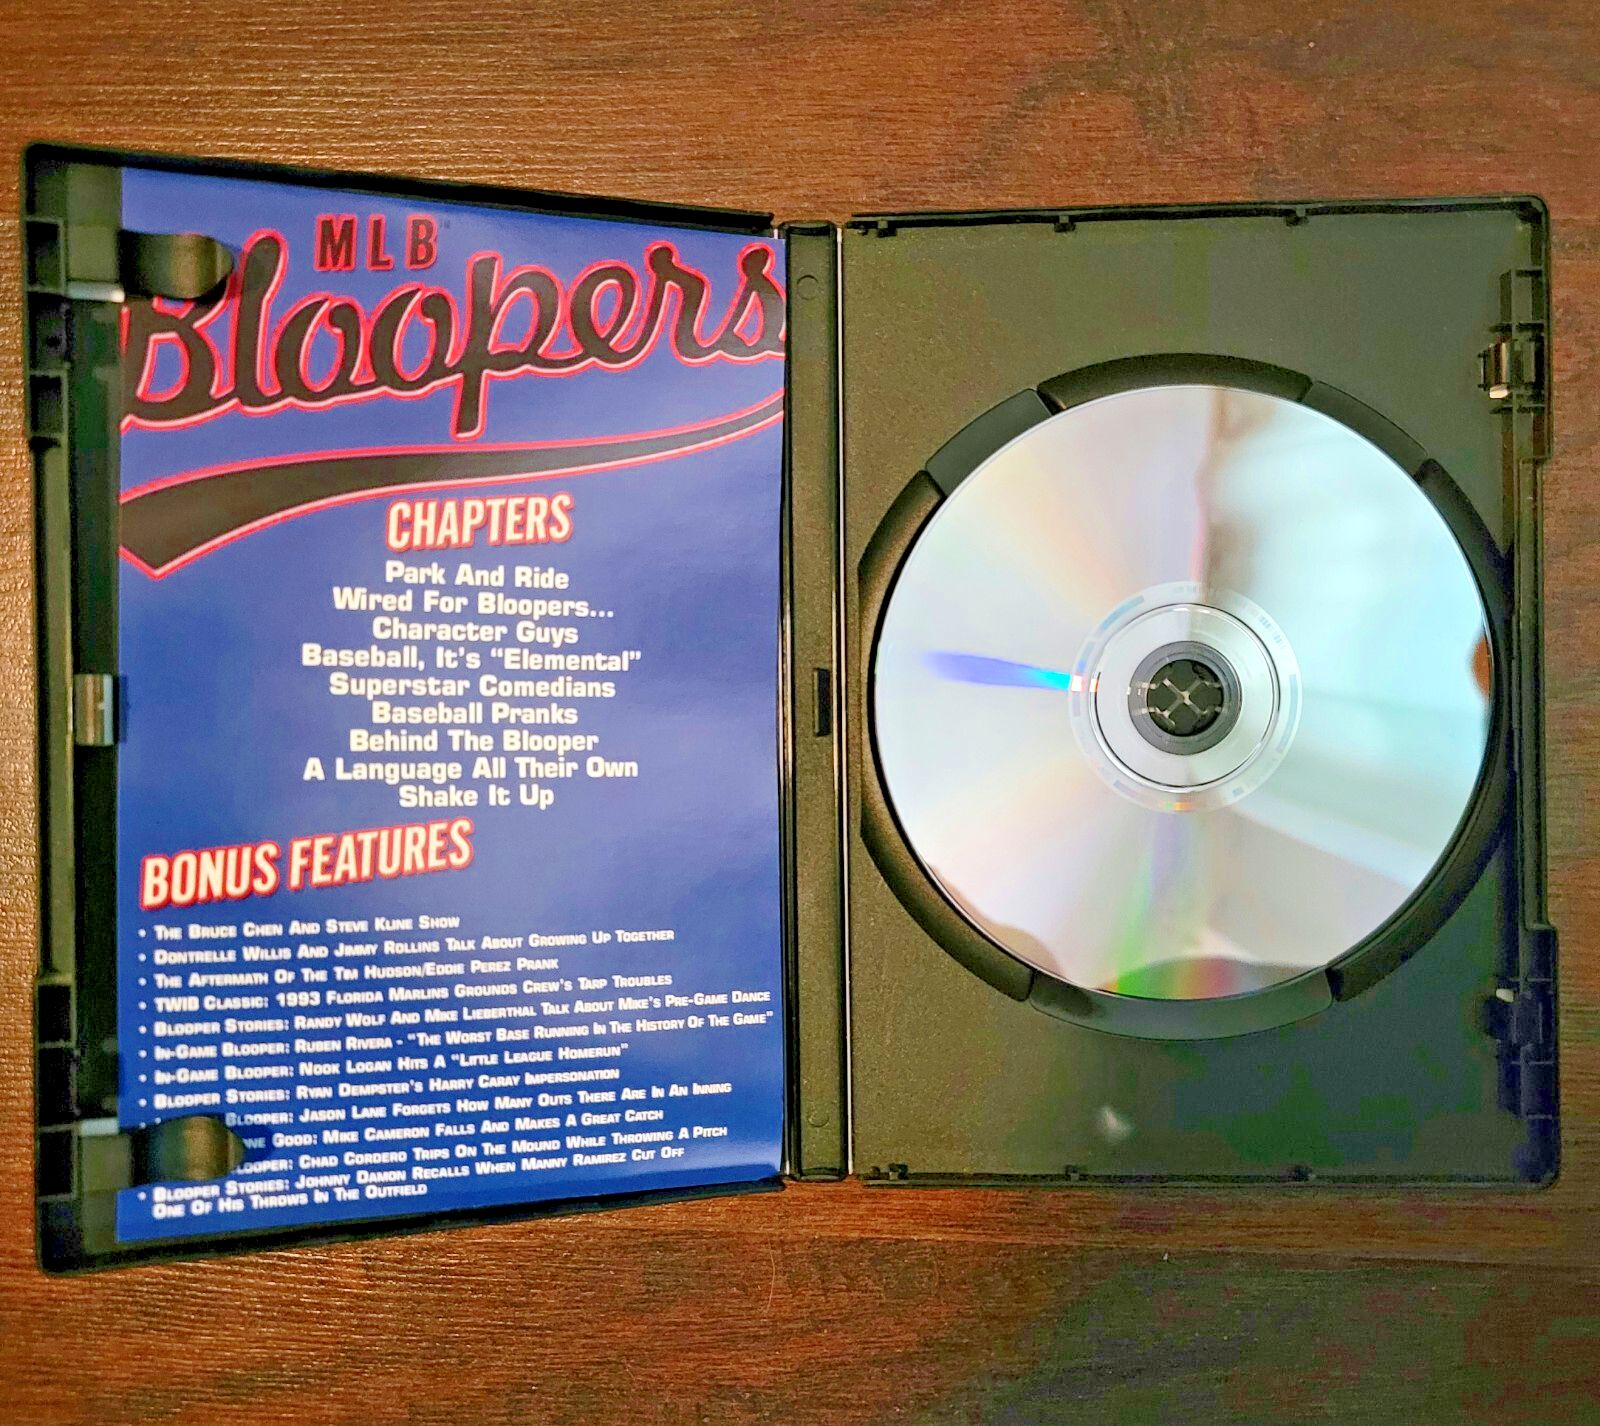 MLB
Bloopers
CHAPTERS
Park And Ride
Wired For Bloopers...
Character Guys
Baseball, It's “Elemental”
Superstar Comedians
Baseball Pranks
Behind The Blooper
A Language All Their Own
Shake It Up
BONUS FEATURES
• The Bruce Chen And Steve Kline Show
• Dontrelle Willis And Jimmy Rollins Talk About Growing Up Together
• The Aftermath Of The Tim Hudson/Eddie Perez Prank
• TWIB Classic: 1993 Florida Marlins Grounds Crew's Tarp Troubles
• Blooper Stories: Randy Wolf And Mike Lieberthal Talk About Mike's Pre-Game Dance
• In-Game Blooper: Ruben Rivera - “The Worst Base Running In The History Of The Game”
• In-Game Blooper: Nook Logan Hits A “Little League Homerun”
• Blooper Stories: Ryan Dempster's Harry Caray Impersonation
Blooper: Jason Lane Forgets How Many Outs There Are In An Inning
Good: Mike Cameron Falls And Makes A Great Catch
Chad Cordero Trips On The Mound While Throwing A Pitch
• Blooper Stories: Johnny Damon Recalls When Manny Ramirez Cut Off
One Of His Throws In The Outfield